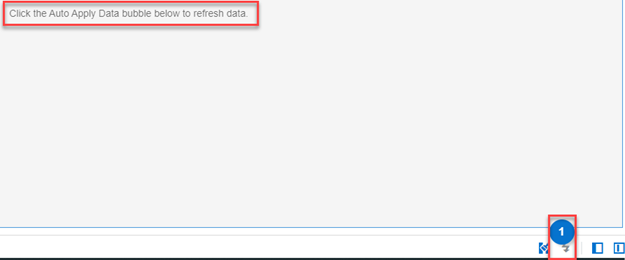 Click the Auto Apply Data bubble below to refresh data.
1